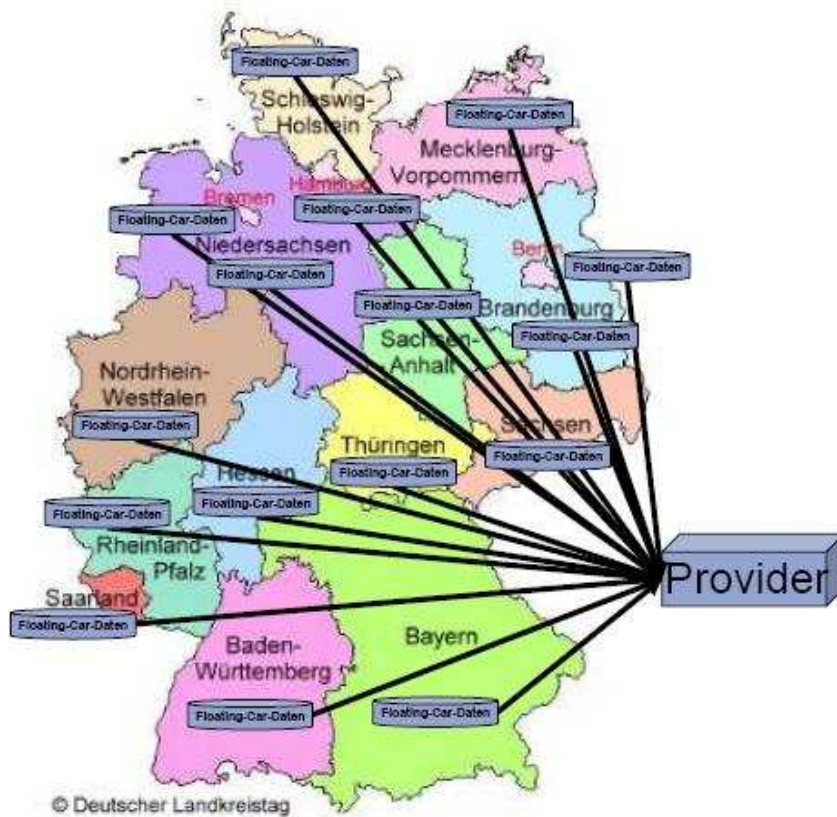 Floating-Car-Daten
Schleswig-
Holstein
Floating-Car-Daten
Mecklenburg-
Vorpommern
Hamburg
Bremen
Floating-Car-Daten
Floating-Car-Daten
Niedersachsen
Berlin
Floating-Car-Daten
Floating-Car-Daten
Floating-Car-Daten
Brandenburg
Floating-Car-Daten
Sachsen-
Anhalt
Nordrhein-
Westfalen
Floating-Car-Daten
Sachsen
Thüringen
Floating-Car-Daten
Floating-Car-Daten
Hessen
Floating-Car-Daten
Floating-Car-Daten
Rheinland-
Pfalz
Provider
Saarland
Floating-Car-Daten
Baden-
Württemberg
Bayern
Floating-Car-Daten
Floating-Car-Daten
© Deutscher Landkreistag